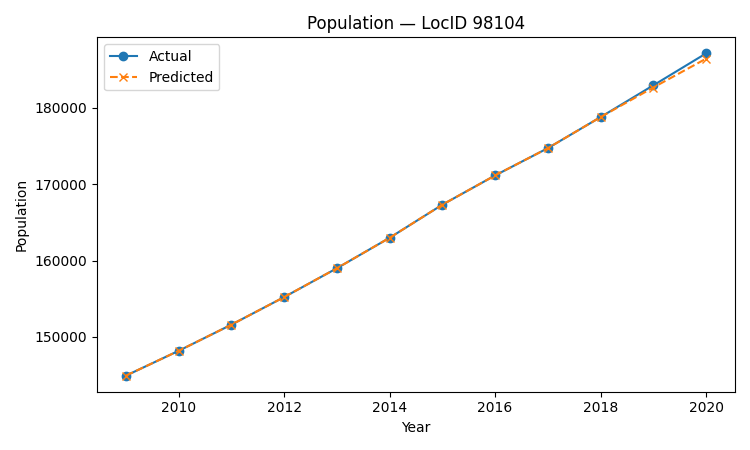 Population — LocID 98104
Actual
Predicted
180000
170000
160000
150000
Population
2010 2012 2014 2016 2018 2020
Year